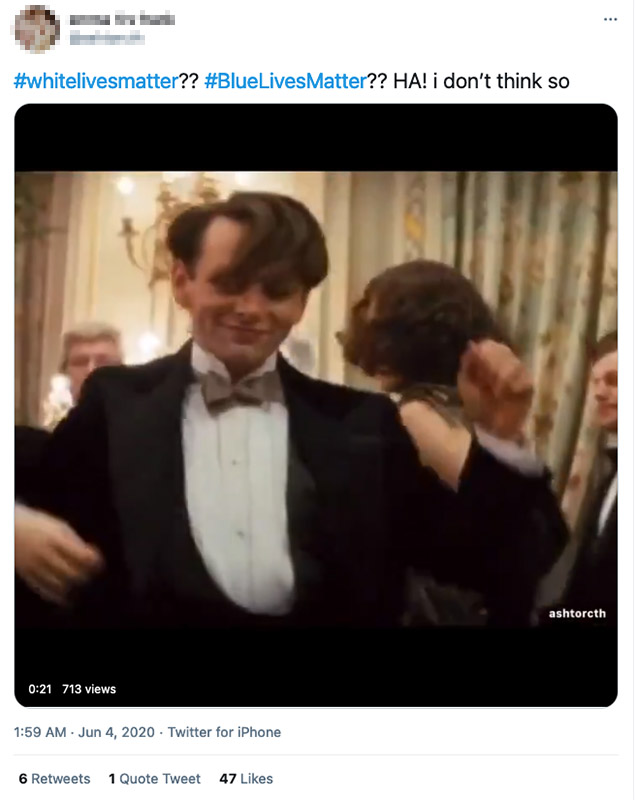 #whitelivesmatter?? #BlueLivesMatter?? HA! i don't think so
ashtorcth
0:21 713 views
1:59 AM · Jun 4, 2020 · Twitter for iPhone
6 Retweets 1 Quote Tweet 47 Likes